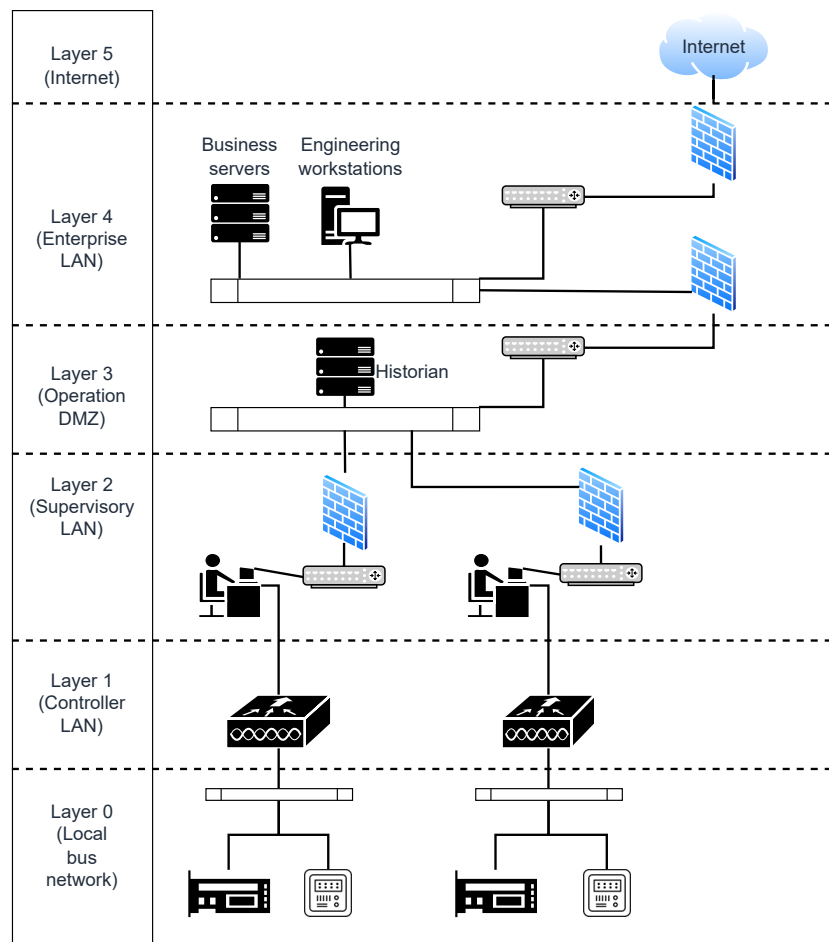 Layer 5
(Internet)
Internet
Business
servers
Engineering
workstations
Layer 4
(Enterprise
LAN)
Layer 3
(Operation
DMZ)
Historian
Layer 2
(Supervisory
LAN)
Layer 1
(Controller
LAN)
Layer 0
(Local
bus
network)